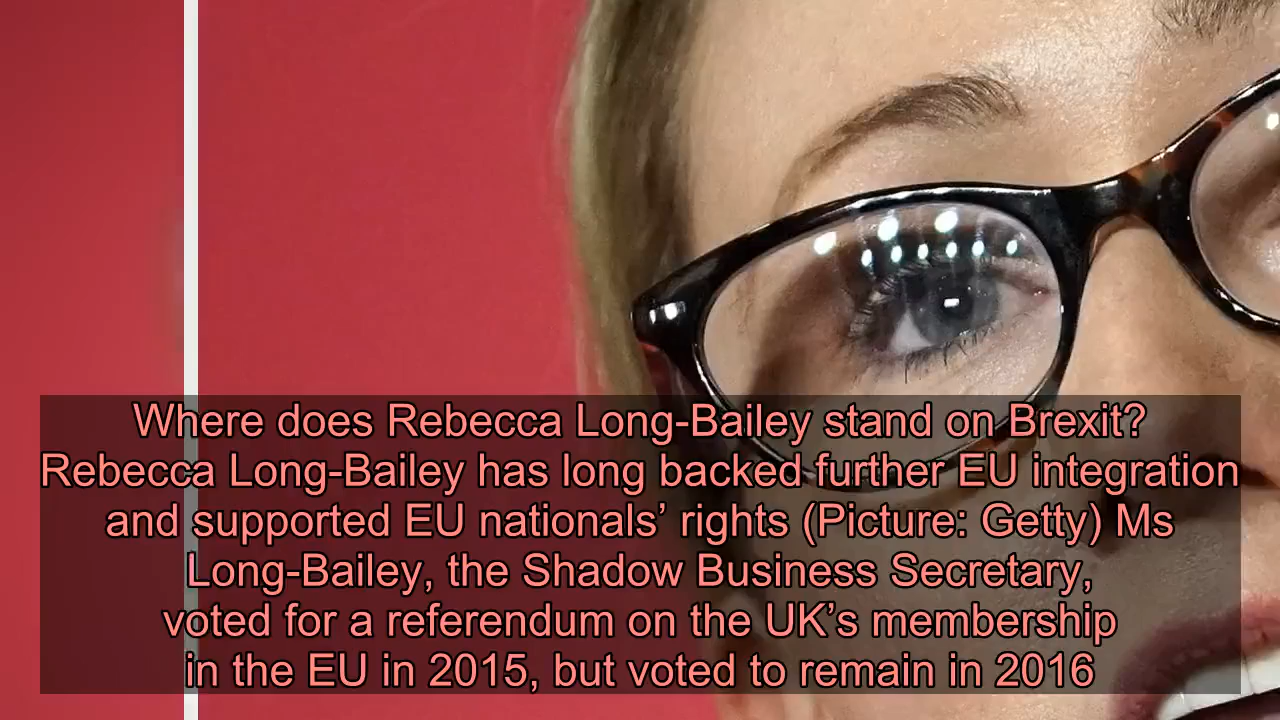 Where does Rebecca Long-Bailey stand on Brexit?
Rebecca Long-Bailey has long backed further EU integration
and supported EU nationals’ rights (Picture: Getty) Ms
Long-Bailey, the Shadow Business Secretary,
voted for a referendum on the UK’s membership
in the EU in 2015, but voted to remain in 2016